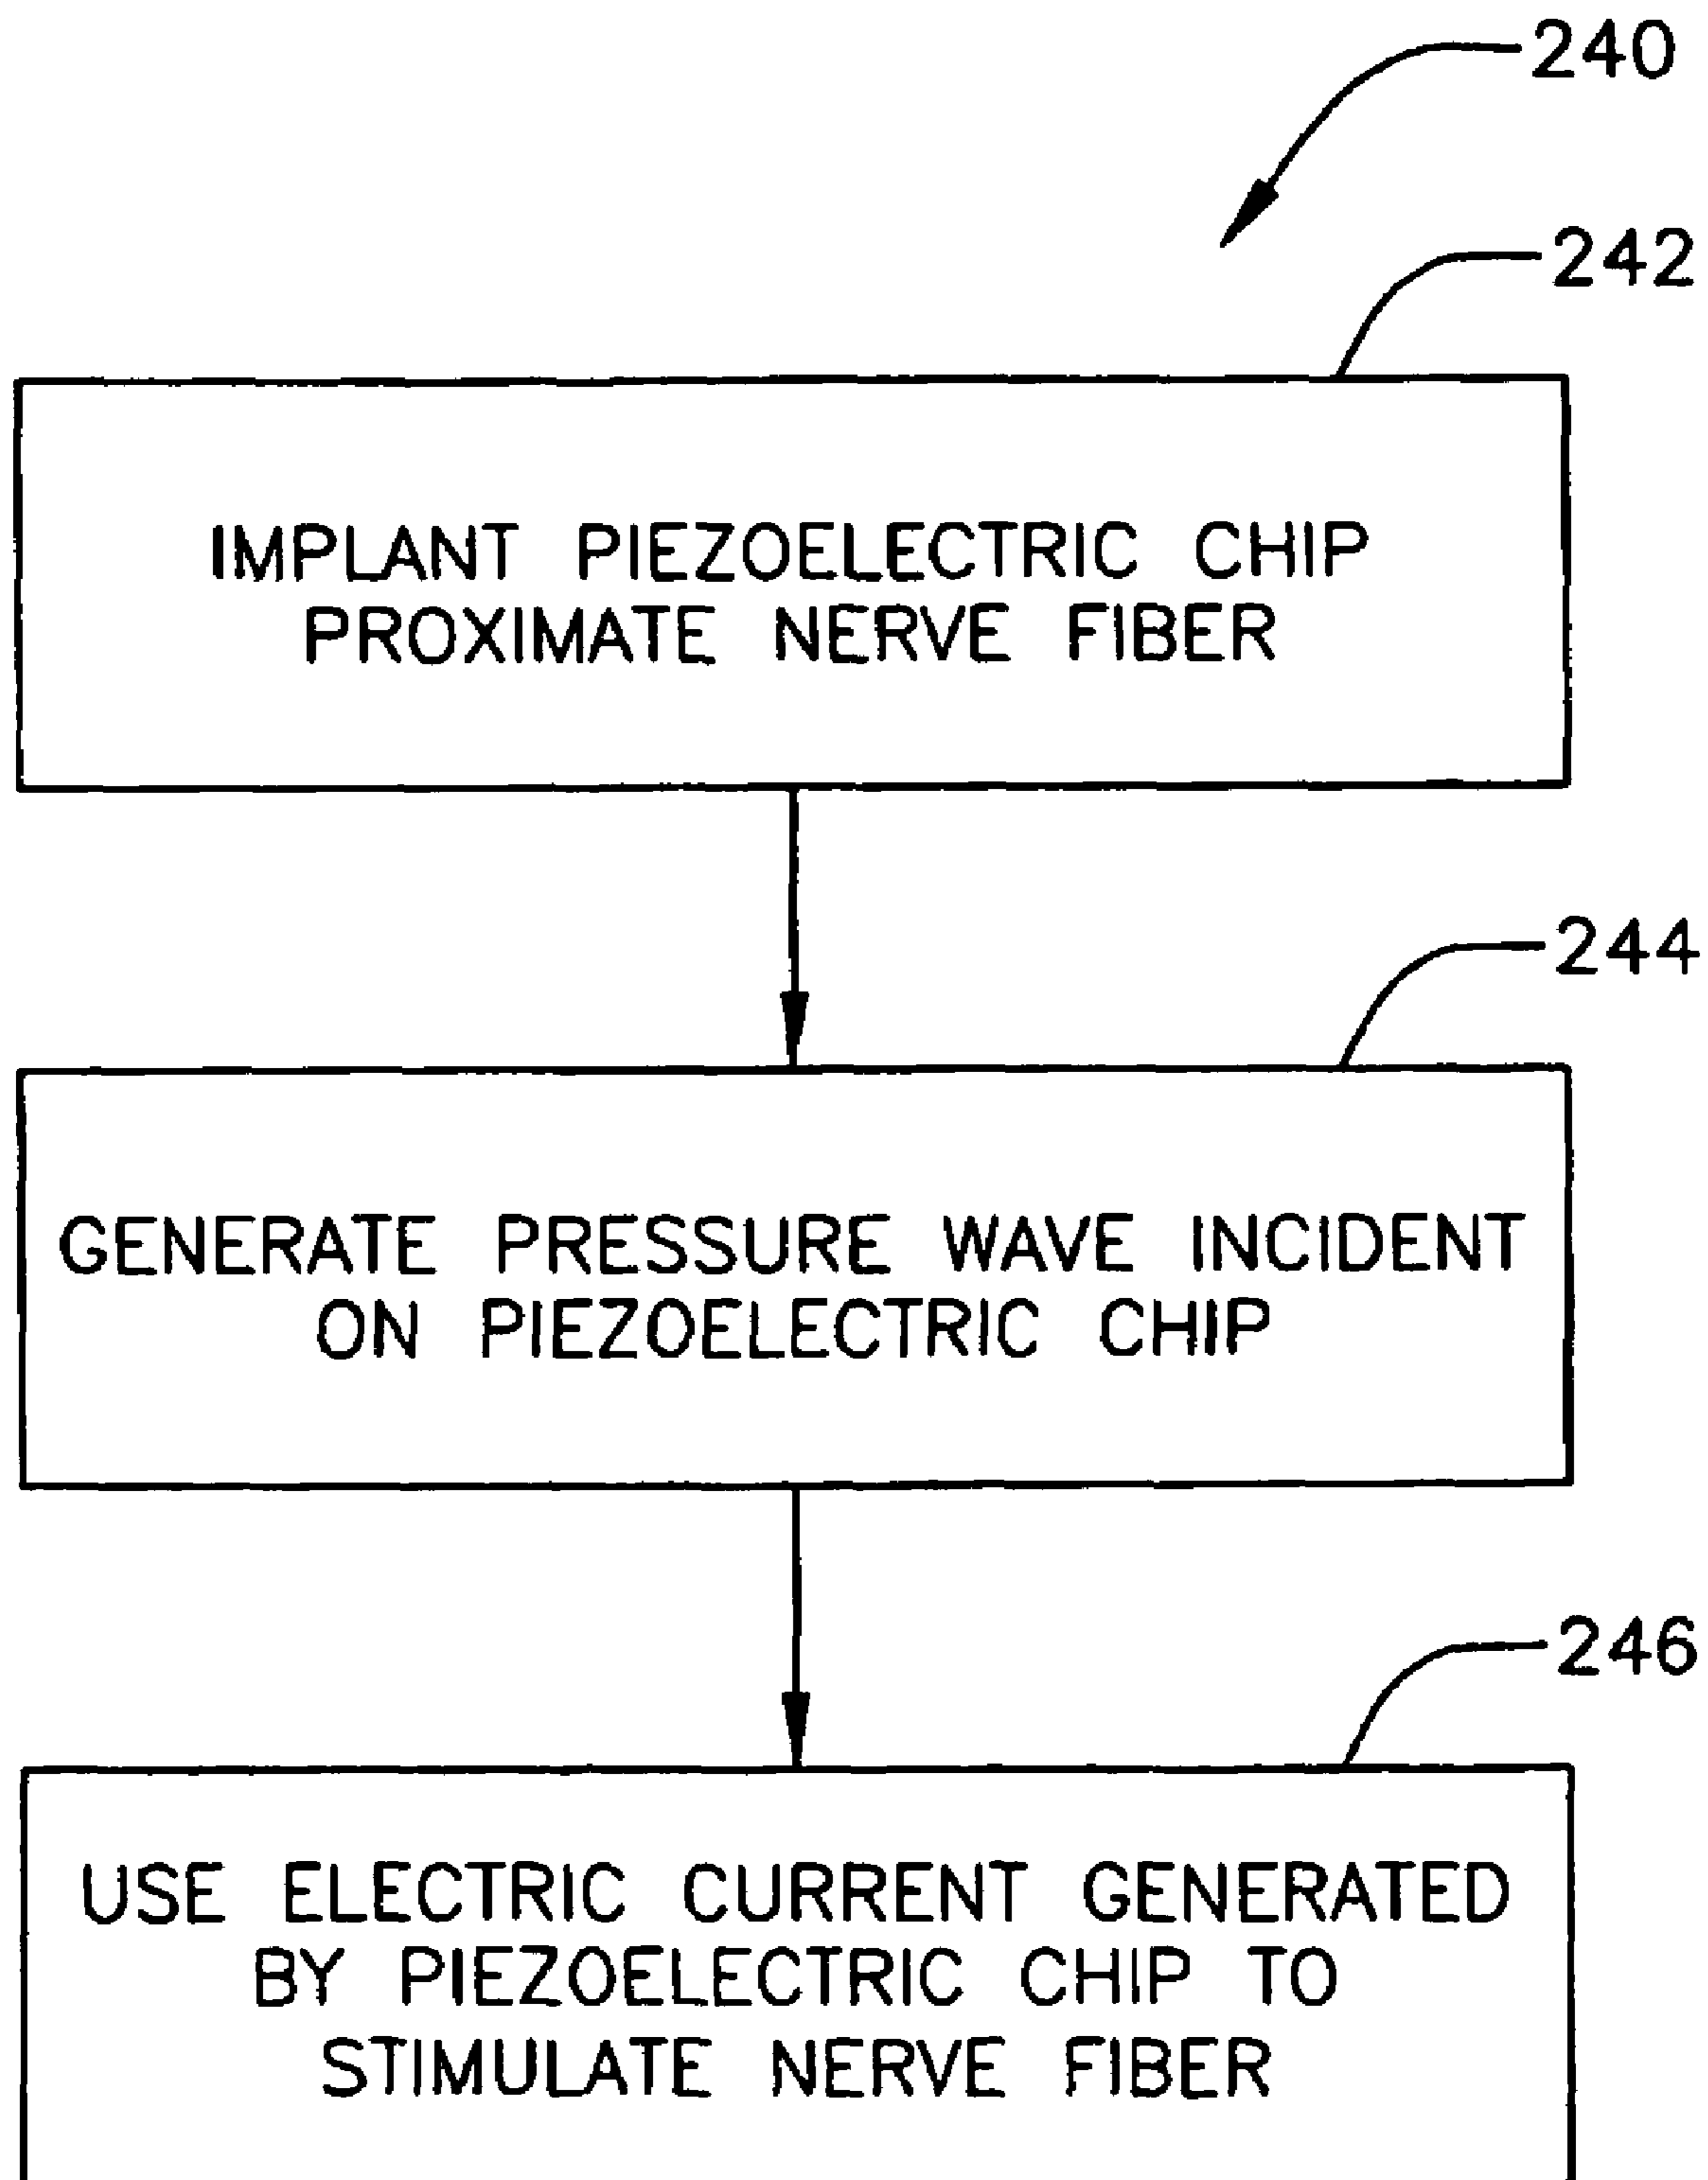 240
242
IMPLANT PIEZOELECTRIC CHIP
PROXIMATE NERVE FIBER
244
GENERATE PRESSURE WAVE INCIDENT
ON PIEZOELECTRIC CHIP
246
USE ELECTRIC CURRENT GENERATED
BY PIEZOELECTRIC CHIP TO
STIMULATE NERVE FIBER